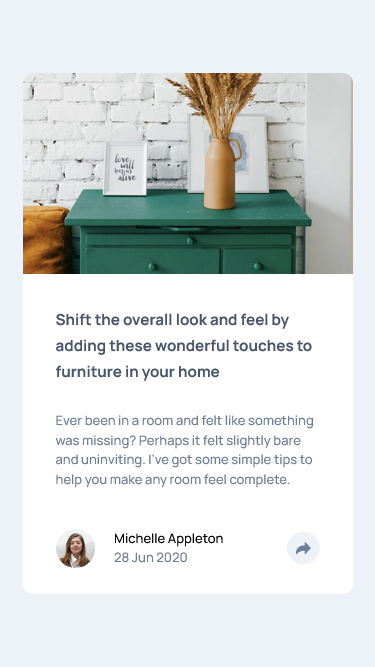 love
will
begins
alive
Shift the overall look and feel by
adding these wonderful touches to
furniture in your home
Ever been in a room and felt like something
was missing? Perhaps it felt slightly bare
and uninviting. I've got some simple tips to
help you make any room feel complete.
Michelle Appleton
28 Jun 2020